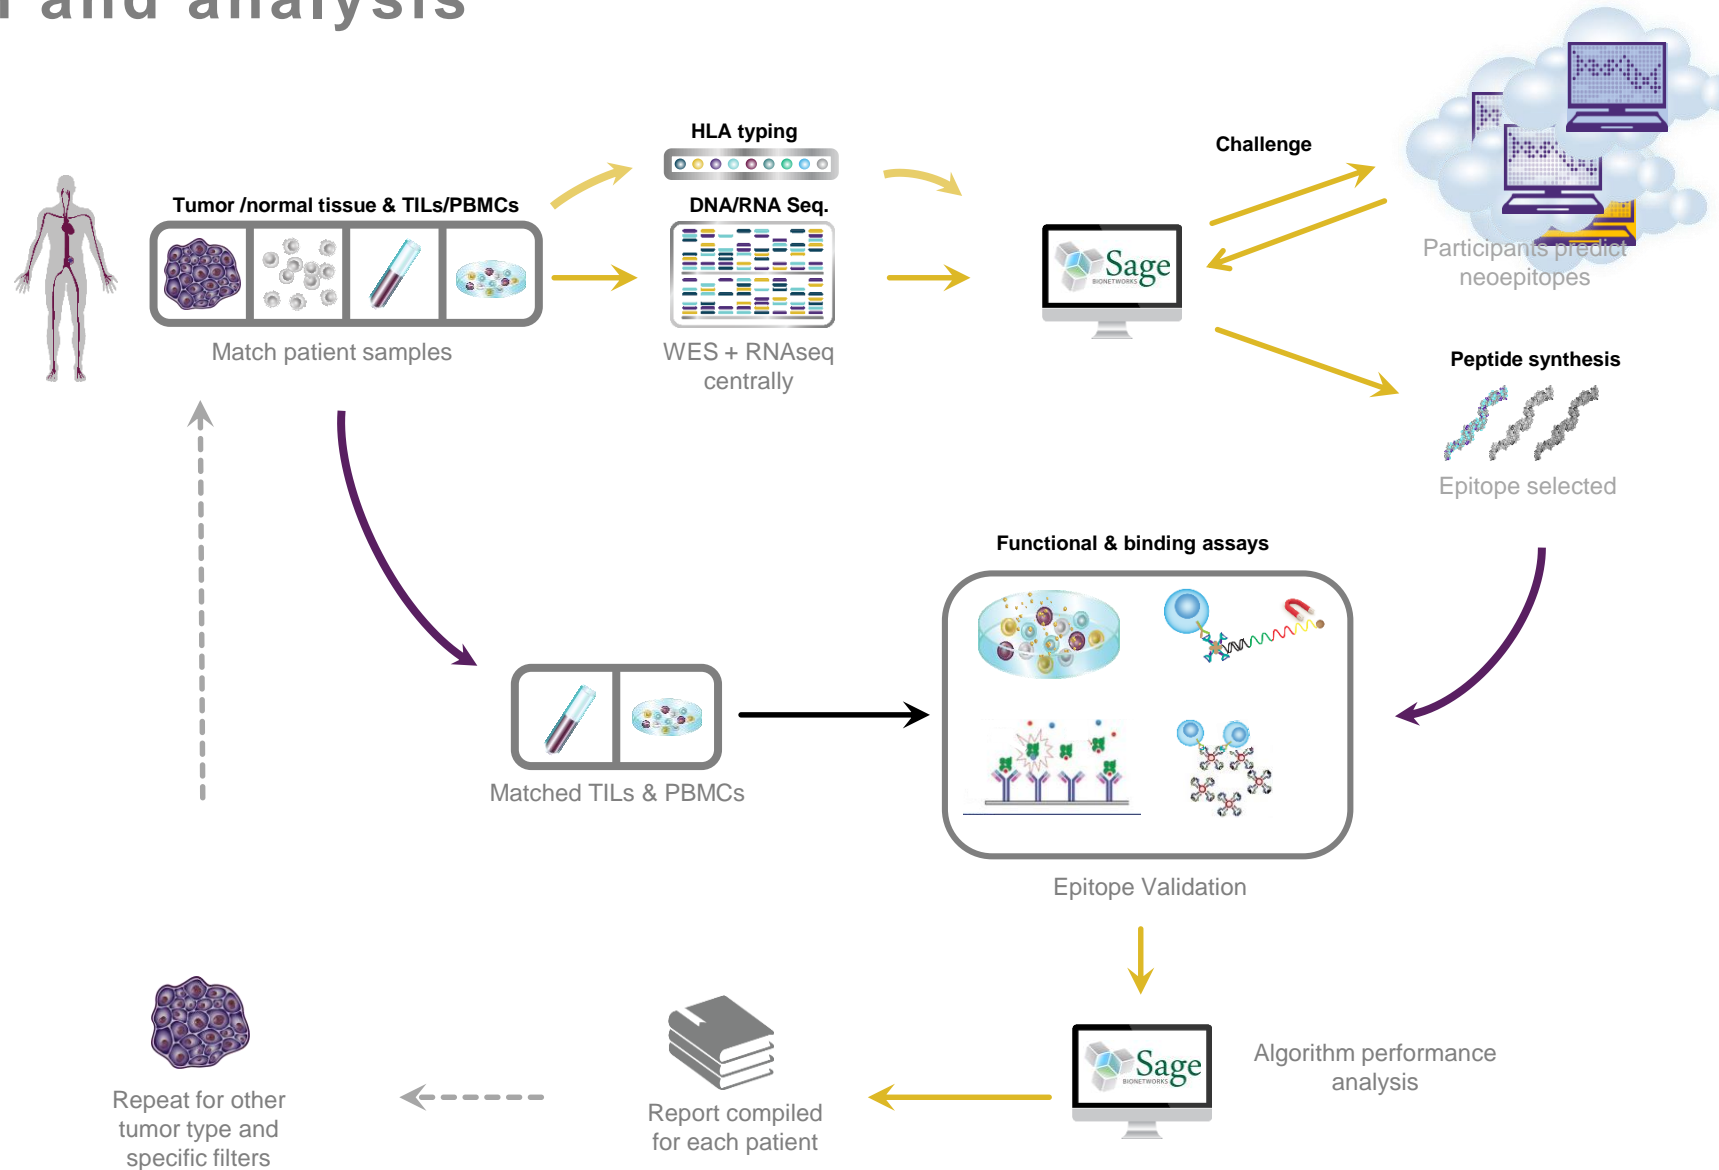 and analysis
HLA typing
Challenge
Tumor /normal tissue & TILs/PBMCs
DNA/RNA Seq.
Sage
BIONETWORKS
Participants predict
neoepitopes
Match patient samples
WES + RNAseq
centrally
Peptide synthesis
Epitope selected
Functional & binding assays
Matched TILs & PBMCs
Epitope Validation
Sage
BIONETWORKS
Algorithm performance
analysis
Repeat for other
tumor type and
specific filters
Report compiled
for each patient